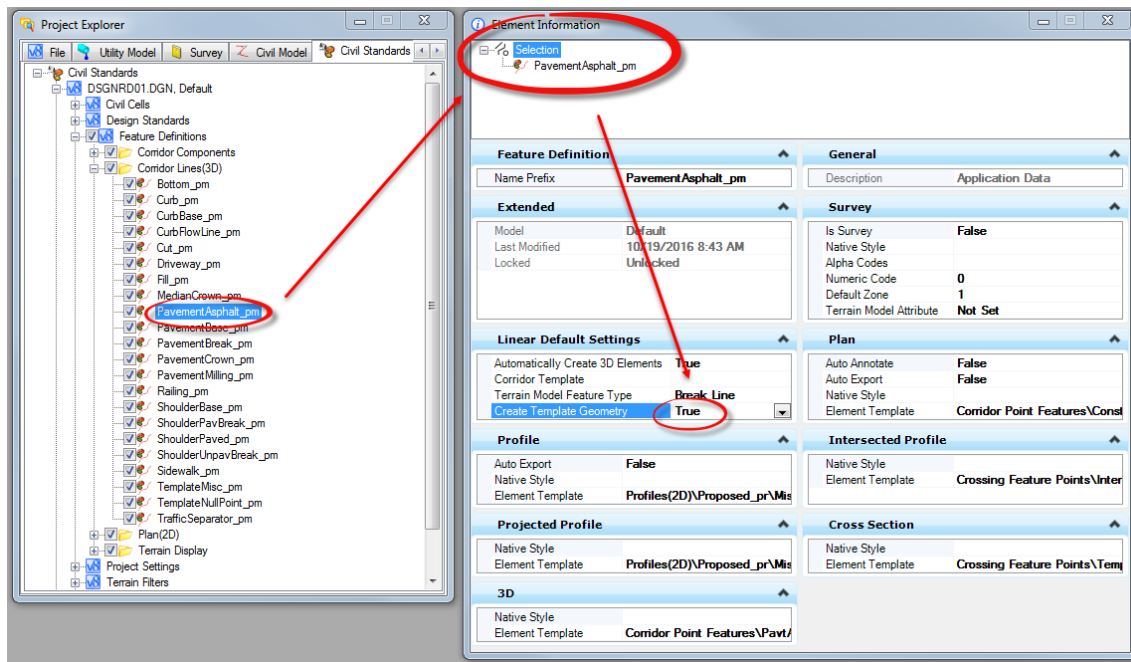 Project Explorer
File Utility Model Survey Civil Model Civil Standards
Civil Standards
DSGNRD01.DGN, Default
Civil Cells
Design Standards
Feature Definitions
Corridor Components
Corridor Lines(3D)
Bottom_pm
Curb_pm
CurbBase_pm
CurbFlowLine_pm
Cut_pm
Driveway_pm
Fill_pm
MedianCrown_pm
PavementAsphalt_pm
PavementBase_pm
PavementBreak_pm
PavementCrown_pm
PavementMilling_pm
Railing_pm
ShoulderBase_pm
ShoulderPavBreak_pm
ShoulderPaved_pm
ShoulderUnpavBreak_pm
Sidewalk_pm
TemplateMisc_pm
TemplateNullPoint_pm
TrafficSeparator_pm
Plan(2D)
Terrain Display
Project Settings
Terrain Filters
Element Information
Selection
PavementAsphalt_pm
Feature Definition
Name Prefix PavementAsphalt_pm
General
Description Application Data
Extended
Model Default
Last Modified 10/19/2016 8:43 AM
Locked Unlocked
Survey
Is Survey False
Native Style
Alpha Codes
Numeric Code 0
Default Zone 1
Terrain Model Attribute Not Set
Linear Default Settings
Automatically Create 3D Elements True
Corridor Template
Terrain Model Feature Type Break Line
Create Template Geometry True
Plan
Auto Annotate False
Auto Export False
Native Style
Element Template Corridor Point Features\Const
Profile
Auto Export False
Native Style
Element Template Profiles(2D)\Proposed_pr\Mis
Intersected Profile
Native Style
Element Template Crossing Feature Points\Inter
Projected Profile
Native Style
Element Template Profiles(2D)\Proposed_pr\Mis
Cross Section
Native Style
Element Template Crossing Feature Points\Temp
3D
Native Style
Element Template Corridor Point Features\Pavt/